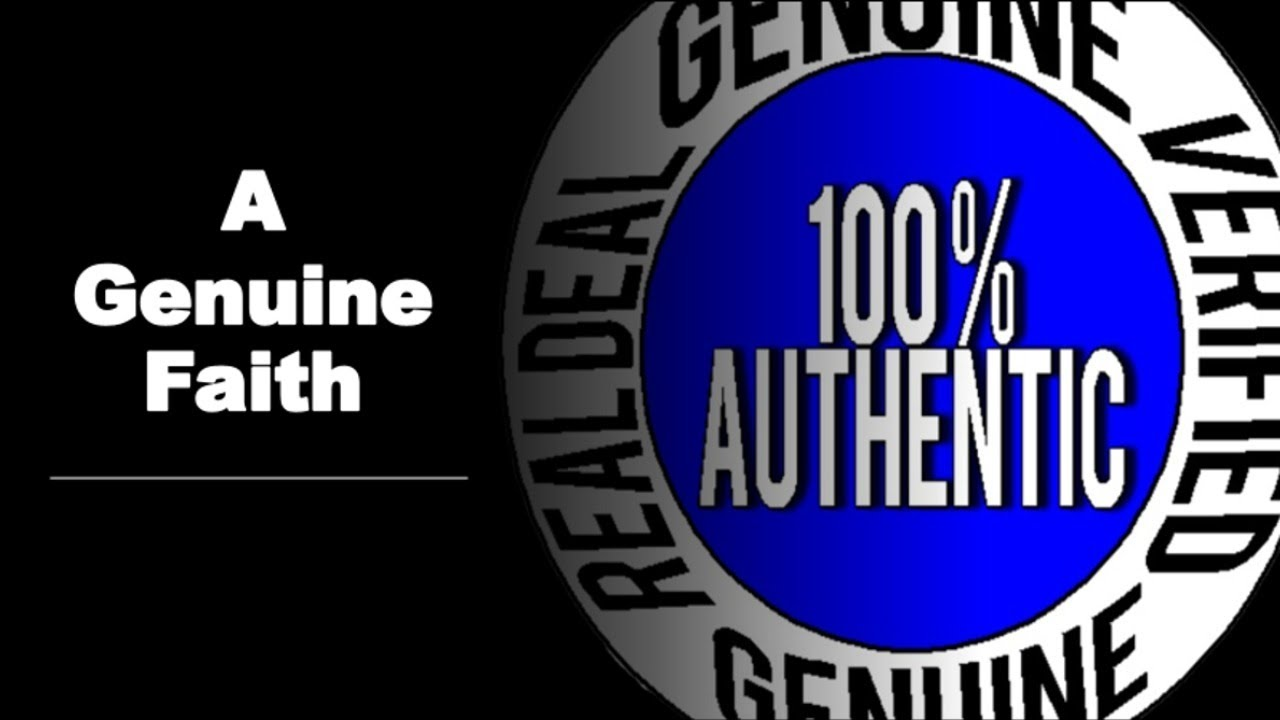 A
Genuine
Faith
GENUINE
VERIFIED
REAL DEAL
100%
AUTHENTIC
GENUINE